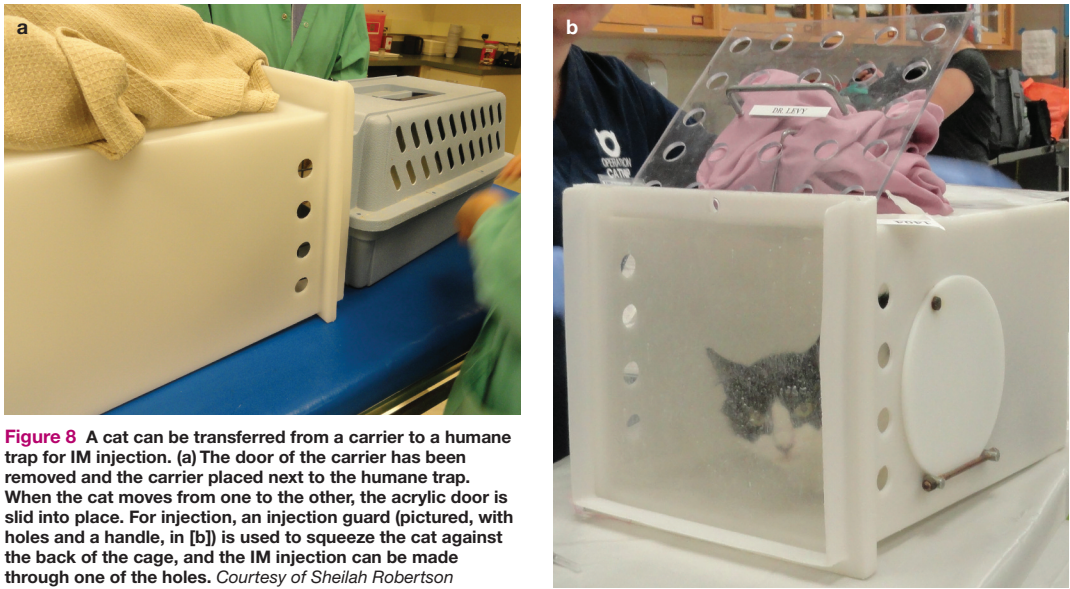 a
b
DR. LEVY
OPERATION
CATNIP
Figure 8 A cat can be transferred from a carrier to a humane
trap for IM injection. (a) The door of the carrier has been
removed and the carrier placed next to the humane trap.
When the cat moves from one to the other, the acrylic door is
slid into place. For injection, an injection guard (pictured, with
holes and a handle, in [b]) is used to squeeze the cat against
the back of the cage, and the IM injection can be made
through one of the holes. Courtesy of Sheilah Robertson